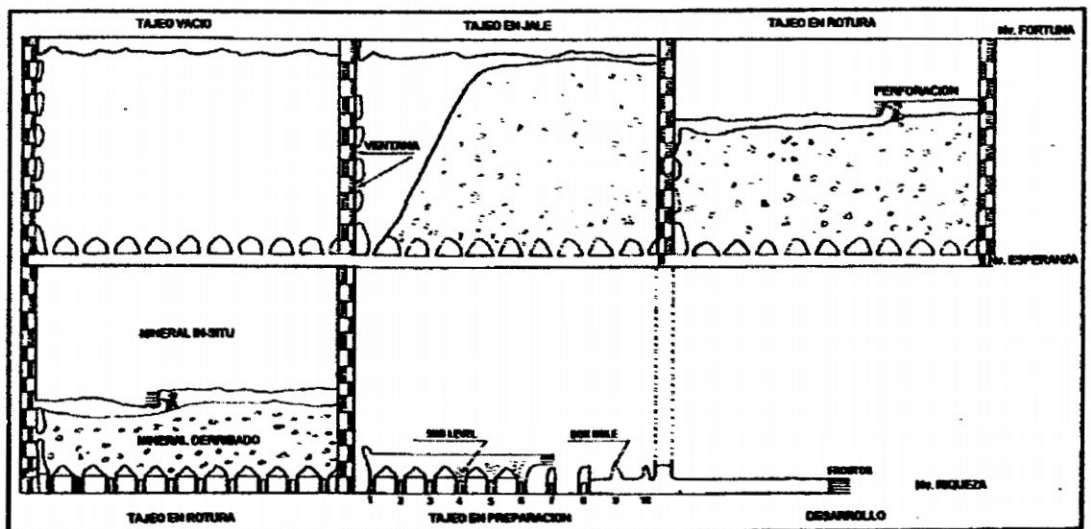 TAJEO VACIO
TAJEO EN JALE
TAJEO EN ROTURA
Nv. FORTUNA
PERFORACION
VENTANA
Nv. ESPERANZA
MINERAL IN-SITU
MINERAL DERRIBADO
SUB LEVEL
BOX HOLE
1 2 3 4 5 6 7 8 9 10
FRONTON
Nv. RIQUEZA
TAJEO EN ROTURA
TAJEO EN PREPARACION
DESARROLLO